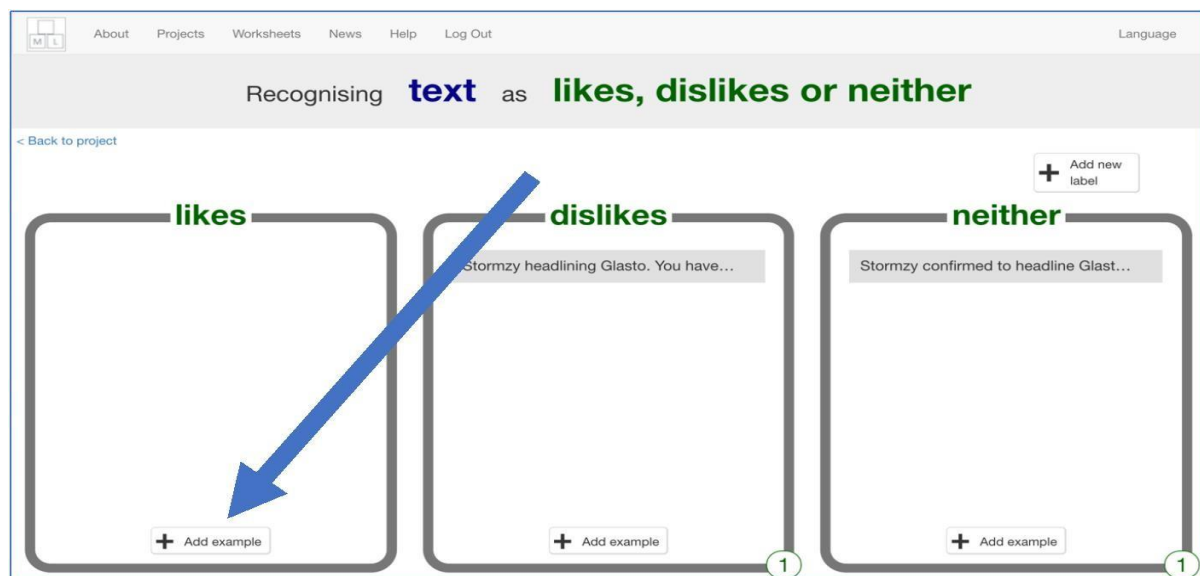 M L About Projects Worksheets News Help Log Out Language
Recognising text as likes, dislikes or neither
< Back to project
Add new
label
likes dislikes neither
Stormzy headlining Glasto. You have... Stormzy confirmed to headline Glast...
Add example Add example Add example
1 1